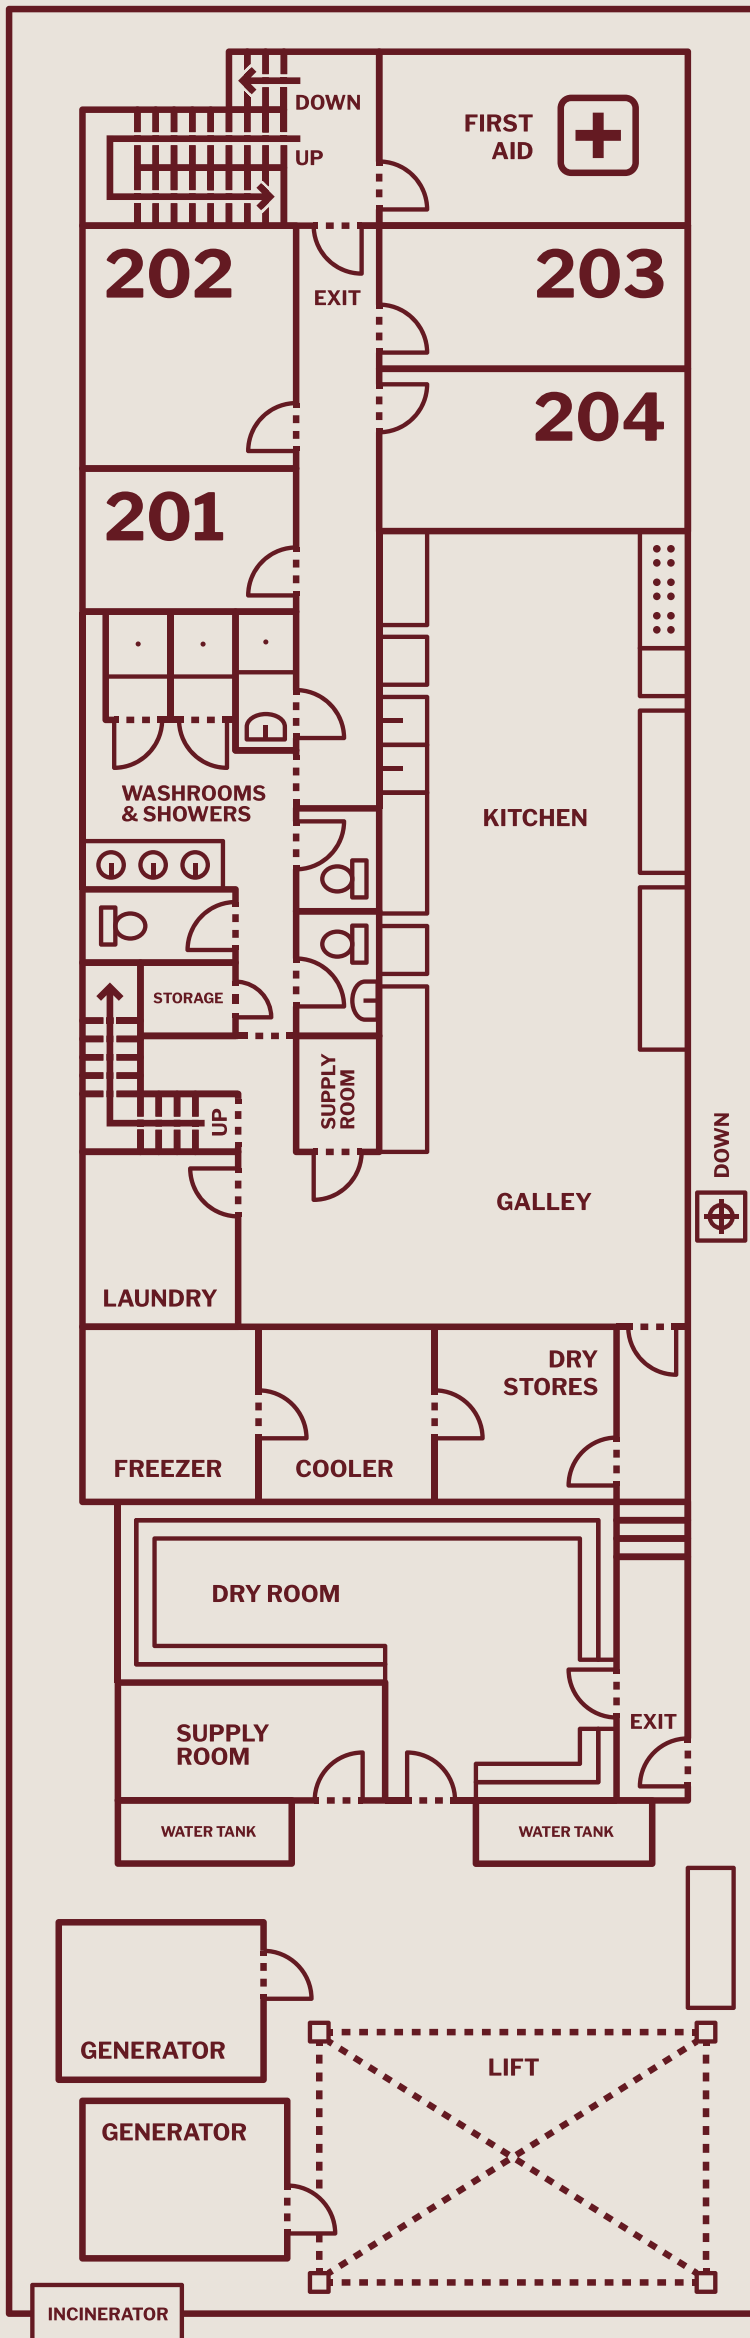 DOWN
FIRST
AID
UP
202
203
EXIT
204
201
WASHROOMS
& SHOWERS
KITCHEN
STORAGE
SUPPLY
ROOM
UP
DOWN
GALLEY
LAUNDRY
DRY
STORES
FREEZER
COOLER
DRY ROOM
SUPPLY
ROOM
EXIT
WATER TANK
WATER TANK
GENERATOR
LIFT
GENERATOR
INCINERATOR